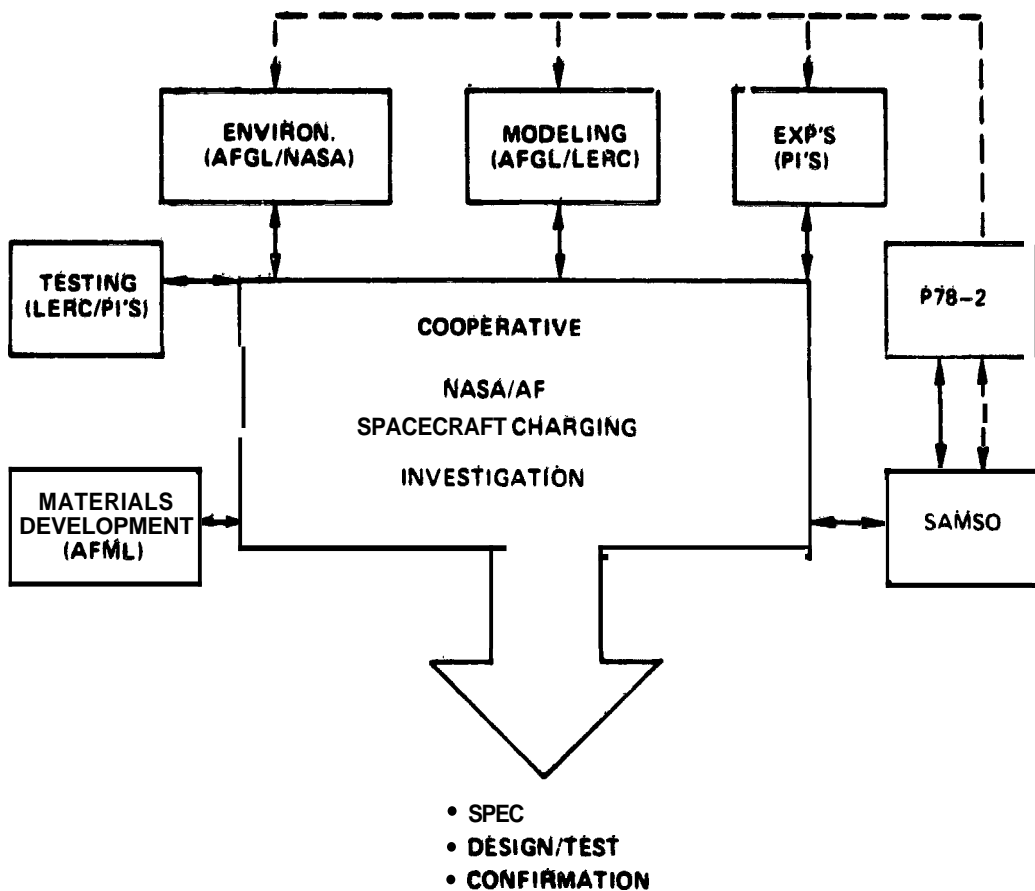 ENVIRON.
(AFGL/NASA)
MODELING
(AFGL/LERC)
EXP'S
(PI'S)
TESTING
(LERC/PI'S)
P78-2
COOPERATIVE
NASA/AF
SPACECRAFT CHARGING
INVESTIGATION
MATERIALS
DEVELOPMENT
(AFML)
SAMSO
• SPEC
• DESIGN/TEST
• CONFIRMATION